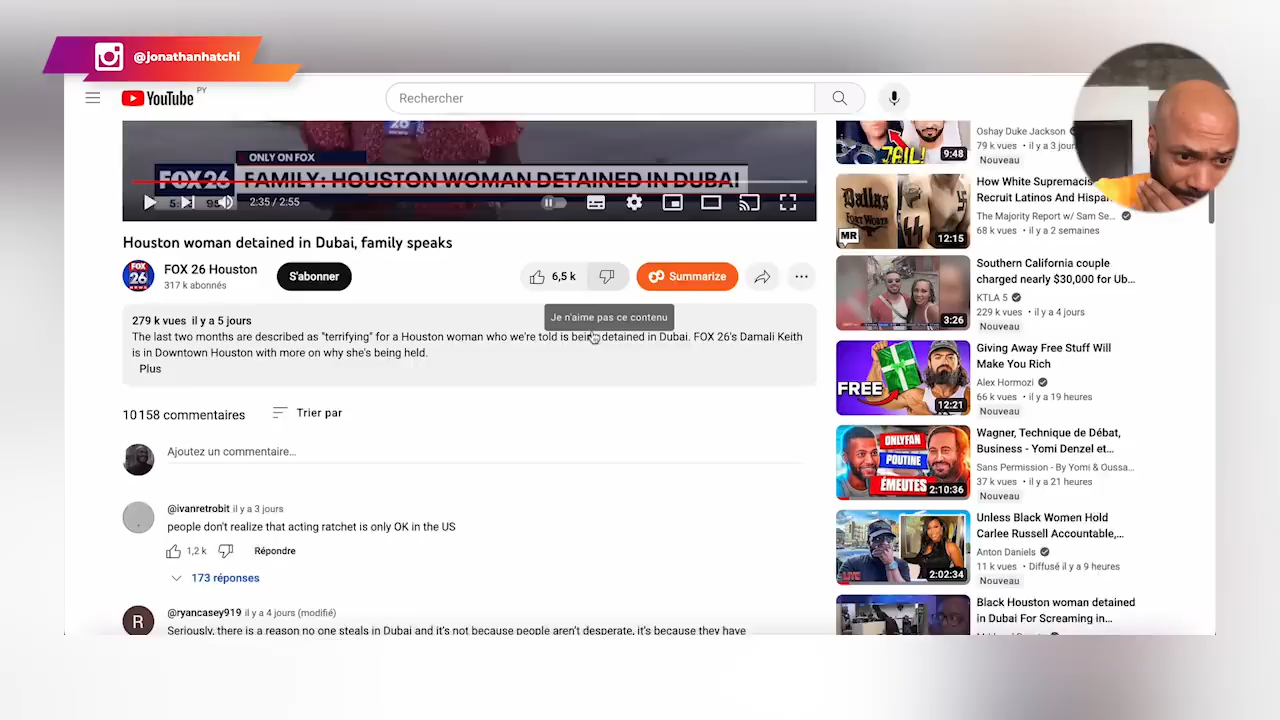 @jonathanhatchi
YouTube PY
Rechercher
26
ONLY ON FOX
FOX 26
FAMILY: HOUSTON WOMAN DETAINED IN DUBAI
2:35 / 2:55
Houston woman detained in Dubai, family speaks
FOX 26
FOX 26 Houston
317 k abonnés
S'abonner
6,5 k
Summarize
Je n'aime pas ce contenu
279 k vues il y a 5 jours
The last two months are described as "terrifying" for a Houston woman who we're told is being detained in Dubai. FOX 26's Damali Keith
is in Downtown Houston with more on why she's being held.
Plus
10 158 commentaires
Trier par
Ajoutez un commentaire...
@ivanretrobit il y a 3 jours
people don't realize that acting ratchet is only OK in the US
1,2 k
Répondre
173 réponses
R
@ryancasey919 il y a 4 jours (modifié)
Seriously, there is a reason no one steals in Dubai and it's not because people aren't desperate, it's because they have
JAIL!
9:48
Oshay Duke Jackson
79 k vues • il y a 3 jour
Nouveau
Dallas
FORT WORTH
MR
12:15
How White Supremacis
Recruit Latinos And Hispan
The Majority Report w/ Sam Se...
68 k vues • il y a 2 semaines
3:26
Southern California couple
charged nearly $30,000 for Ub...
KTLA 5
229 k vues • il y a 4 jours
Nouveau
FREE
12:21
Giving Away Free Stuff Will
Make You Rich
Alex Hormozi
66 k vues • il y a 19 heures
Nouveau
ONLYFAN
POUTINE
ÉMEUTES
2:10:36
Wagner, Technique de Débat,
Business - Yomi Denzel et...
Sans Permission - By Yomi & Oussa...
37 k vues • il y a 21 heures
Nouveau
LIVE
2:02:34
Unless Black Women Hold
Carlee Russell Accountable,...
Anton Daniels
11 k vues • Diffusé il y a 9 heures
Nouveau
Black Houston woman detained
in Dubai For Screaming in...